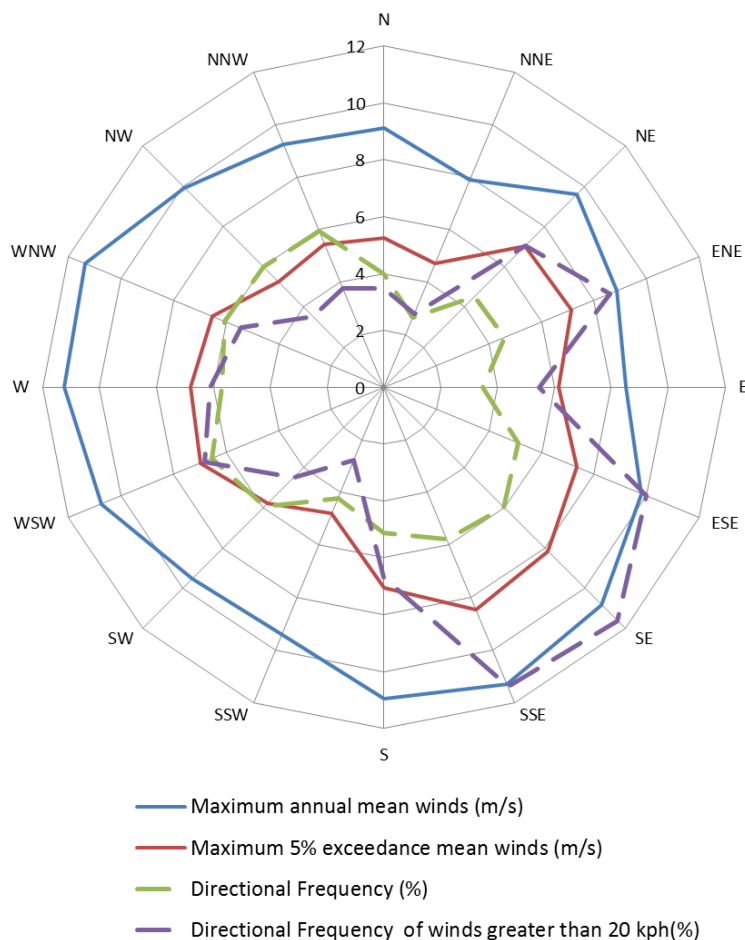 N
12
NNW
NNE
10
NW
NE
8
6
WNW
ENE
4
2
W
0
E
WSW
ESE
SW
SE
SSW
SSE
S
Maximum annual mean winds (m/s)
Maximum 5% exceedance mean winds (m/s)
Directional Frequency (%)
Directional Frequency of winds greater than 20 kph(%)